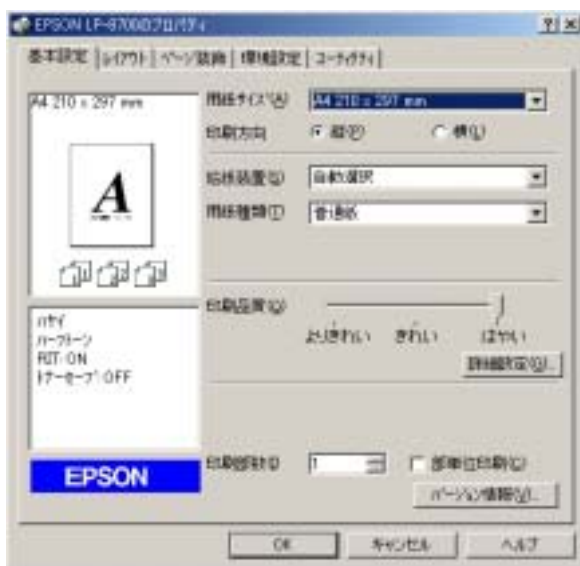 EPSON LP-8700のプロパティ
基本設定 レイアウト ページ装飾 環境設定 ユーティリティ
A4 210 x 297 mm
A
用紙サイズ(A) A4 210 x 297 mm
印刷方向 縦(P) 横(L)
給紙装置(S) 自動選択
用紙種類(T) 普通紙
印刷品質(Q)
よりきれい きれい はやい
詳細設定(G)...
ハヤイ
ハーフトーン
RIT: ON
トナーセーブ: OFF
EPSON
印刷部数 1 部単位印刷(C)
バージョン情報(V)...
OK キャンセル ヘルプ